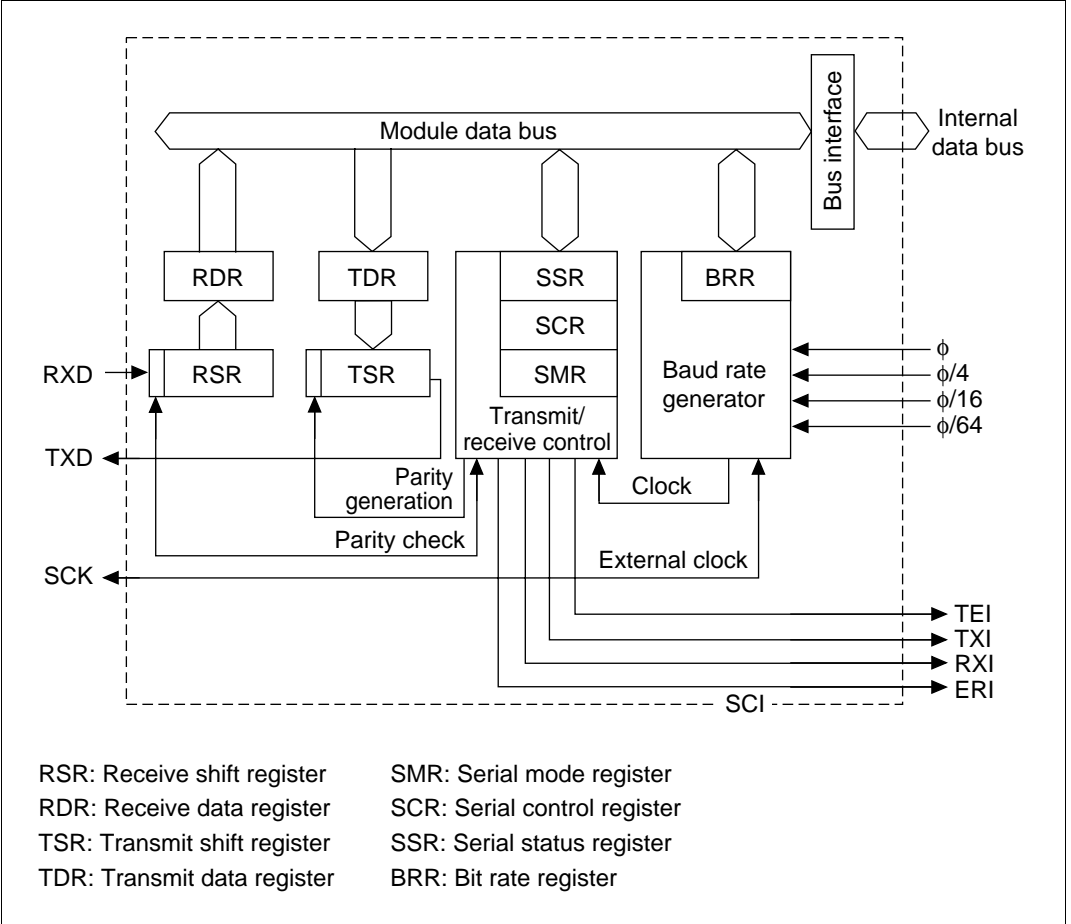 Module data bus
Bus interface
Internal
data bus
RDR
TDR
SSR
BRR
SCR
RXD
RSR
TSR
SMR
Baud rate
generator
ϕ
ϕ/4
ϕ/16
ϕ/64
Transmit/
receive control
TXD
Parity
generation
Clock
Parity check
External clock
SCK
TEI
TXI
RXI
ERI
SCI
RSR: Receive shift register
RDR: Receive data register
TSR: Transmit shift register
TDR: Transmit data register
SMR: Serial mode register
SCR: Serial control register
SSR: Serial status register
BRR: Bit rate register